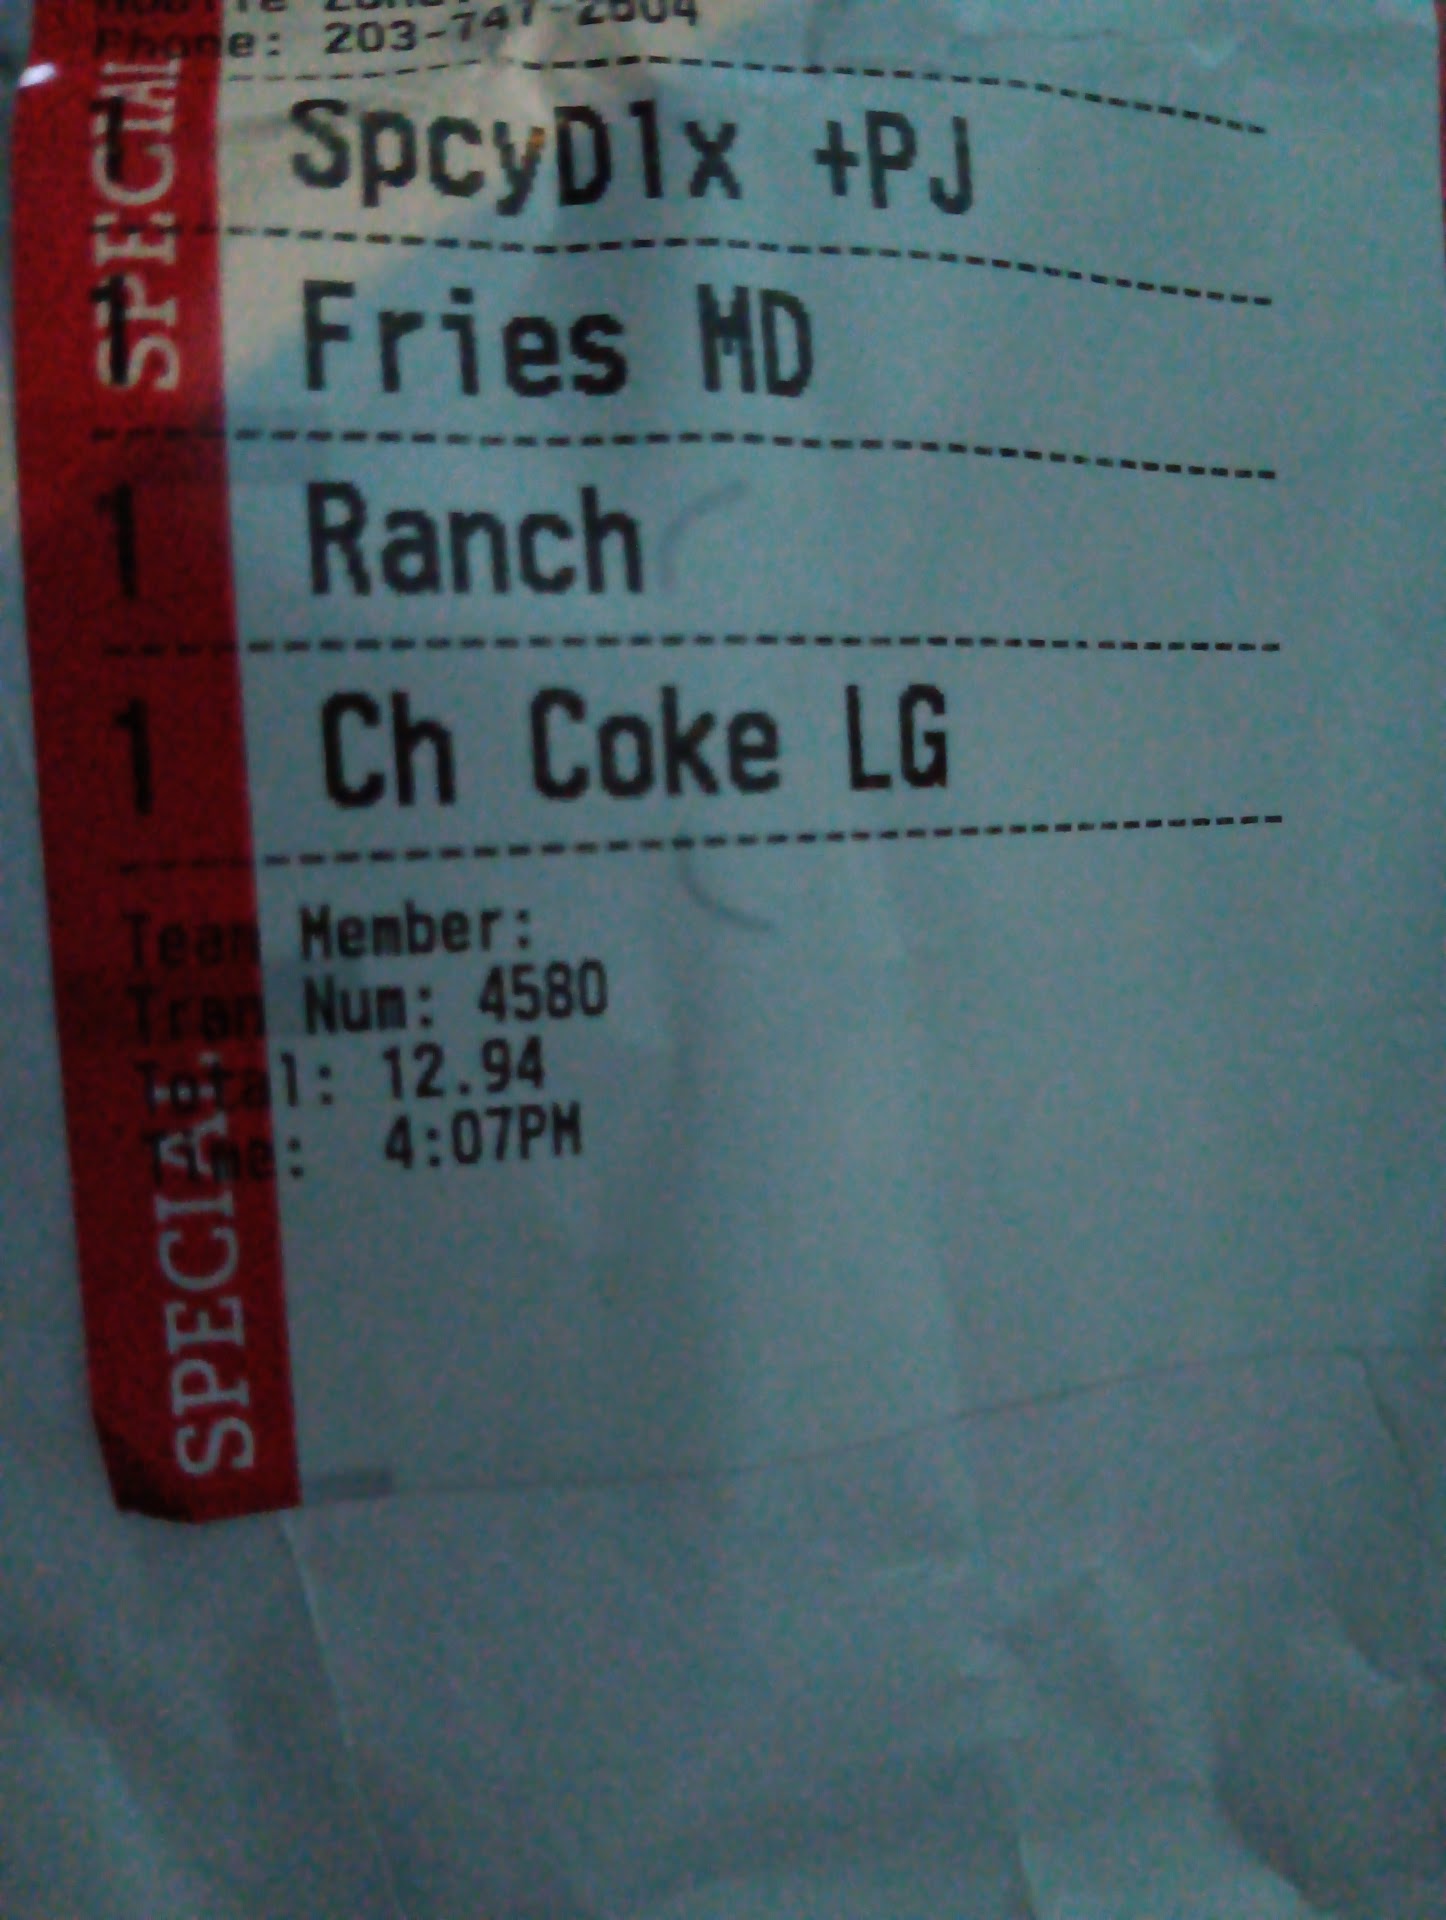 Phone: 203-747-2504
1 SpcyDlx +PJ
1 Fries MD
1 Ranch
1 Ch Coke LG
Team Member:
Tran Num: 4580
Total: 12.94
Time: 4:07PM
SPECIAL
SPECIAL